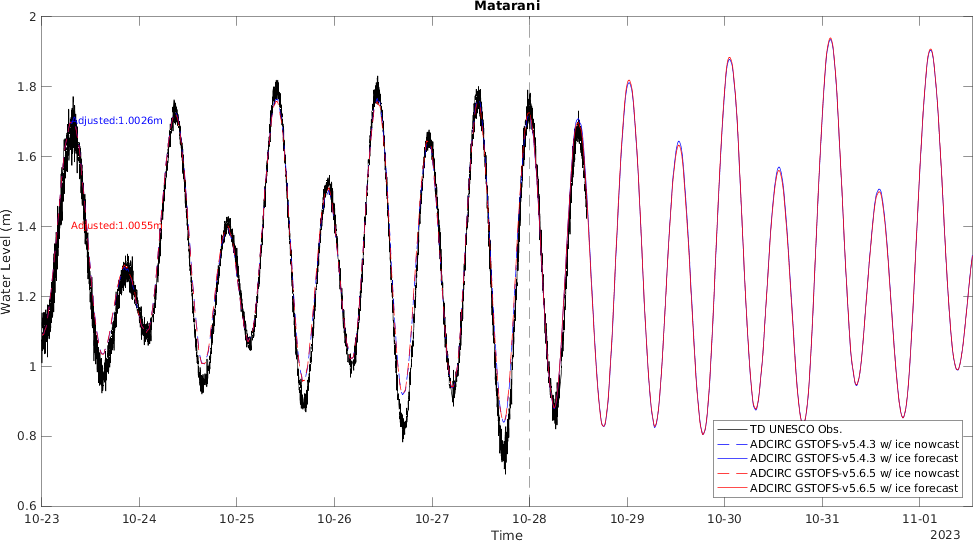 Matarani
2
1.8
1.6
1.4
1.2
1
0.8
0.6
Water Level (m)
Adjusted:1.0026m
Adjusted:1.0055m
TD UNESCO Obs.
ADCIRC GSTOFS-v5.4.3 w/ ice nowcast
ADCIRC GSTOFS-v5.4.3 w/ ice forecast
ADCIRC GSTOFS-v5.6.5 w/ ice nowcast
ADCIRC GSTOFS-v5.6.5 w/ ice forecast
10-23 10-24 10-25 10-26 10-27 10-28 10-29 10-30 10-31 11-01
Time
2023